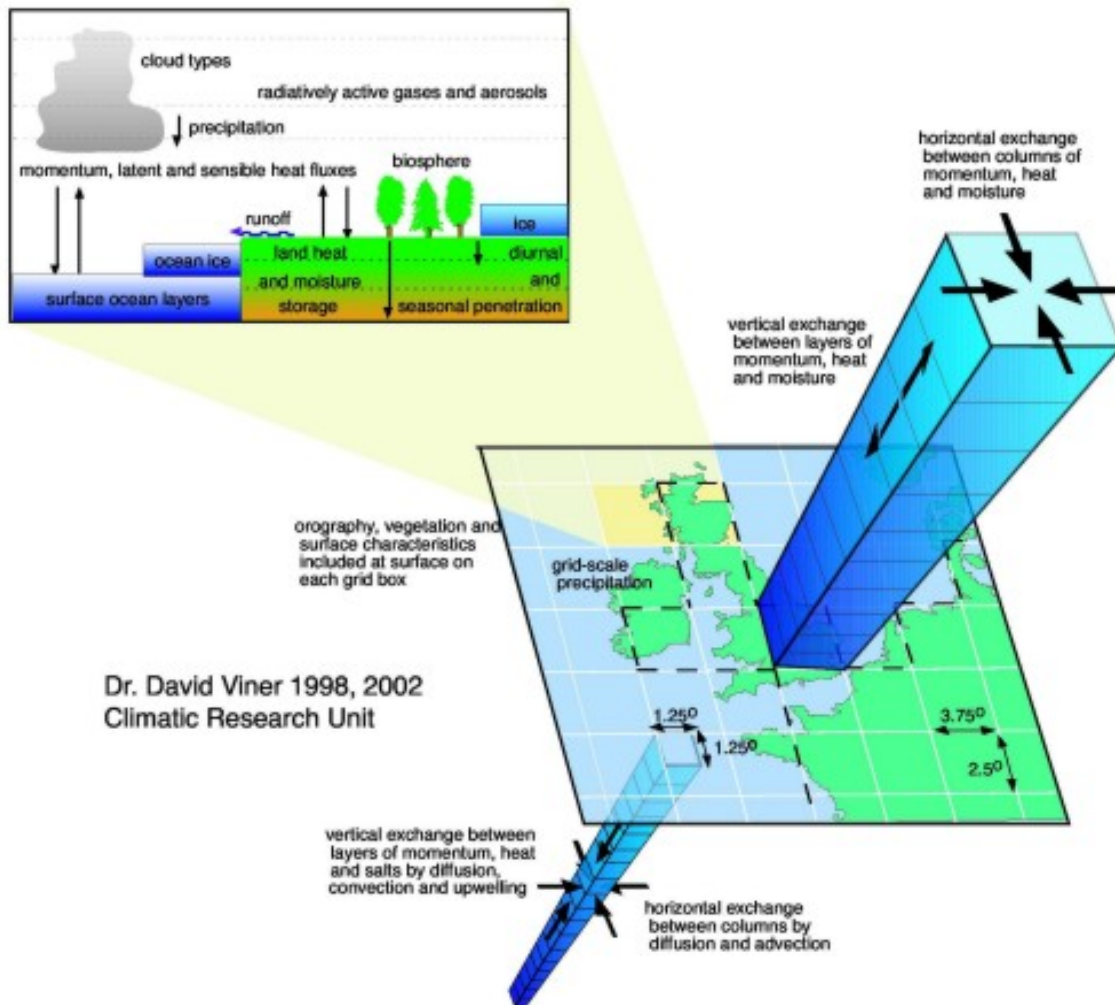 cloud types
radiatively active gases and aerosols
precipitation
momentum, latent and sensible heat fluxes
biosphere
runoff
ice
ocean ice
land heat
diurnal
and moisture
and
surface ocean layers
storage
seasonal penetration
horizontal exchange
between columns of
momentum, heat
and moisture
vertical exchange
between layers of
momentum, heat
and moisture
orography, vegetation and
surface characteristics
included at surface on
each grid box
grid-scale
precipitation
Dr. David Viner 1998, 2002
Climatic Research Unit
1.25º
1.25º
3.75º
2.5º
vertical exchange between
layers of momentum, heat
and salts by diffusion,
convection and upwelling
horizontal exchange
between columns by
diffusion and advection